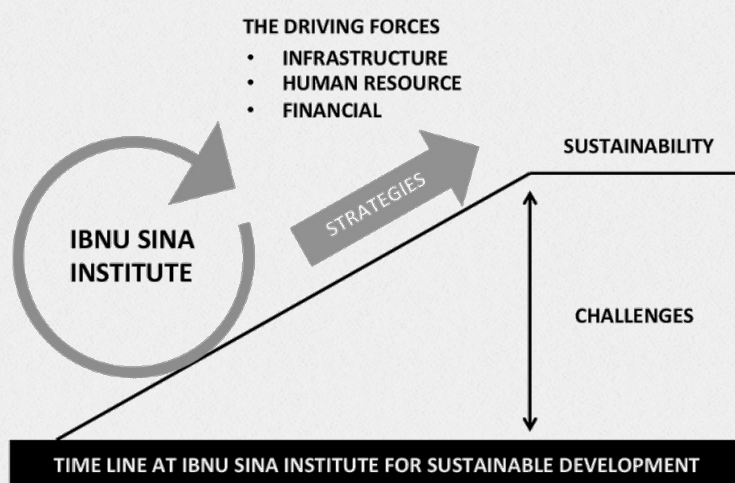 THE DRIVING FORCES
• INFRASTRUCTURE
• HUMAN RESOURCE
• FINANCIAL
SUSTAINABILITY
STRATEGIES
IBNU SINA
INSTITUTE
CHALLENGES
TIME LINE AT IBNU SINA INSTITUTE FOR SUSTAINABLE DEVELOPMENT